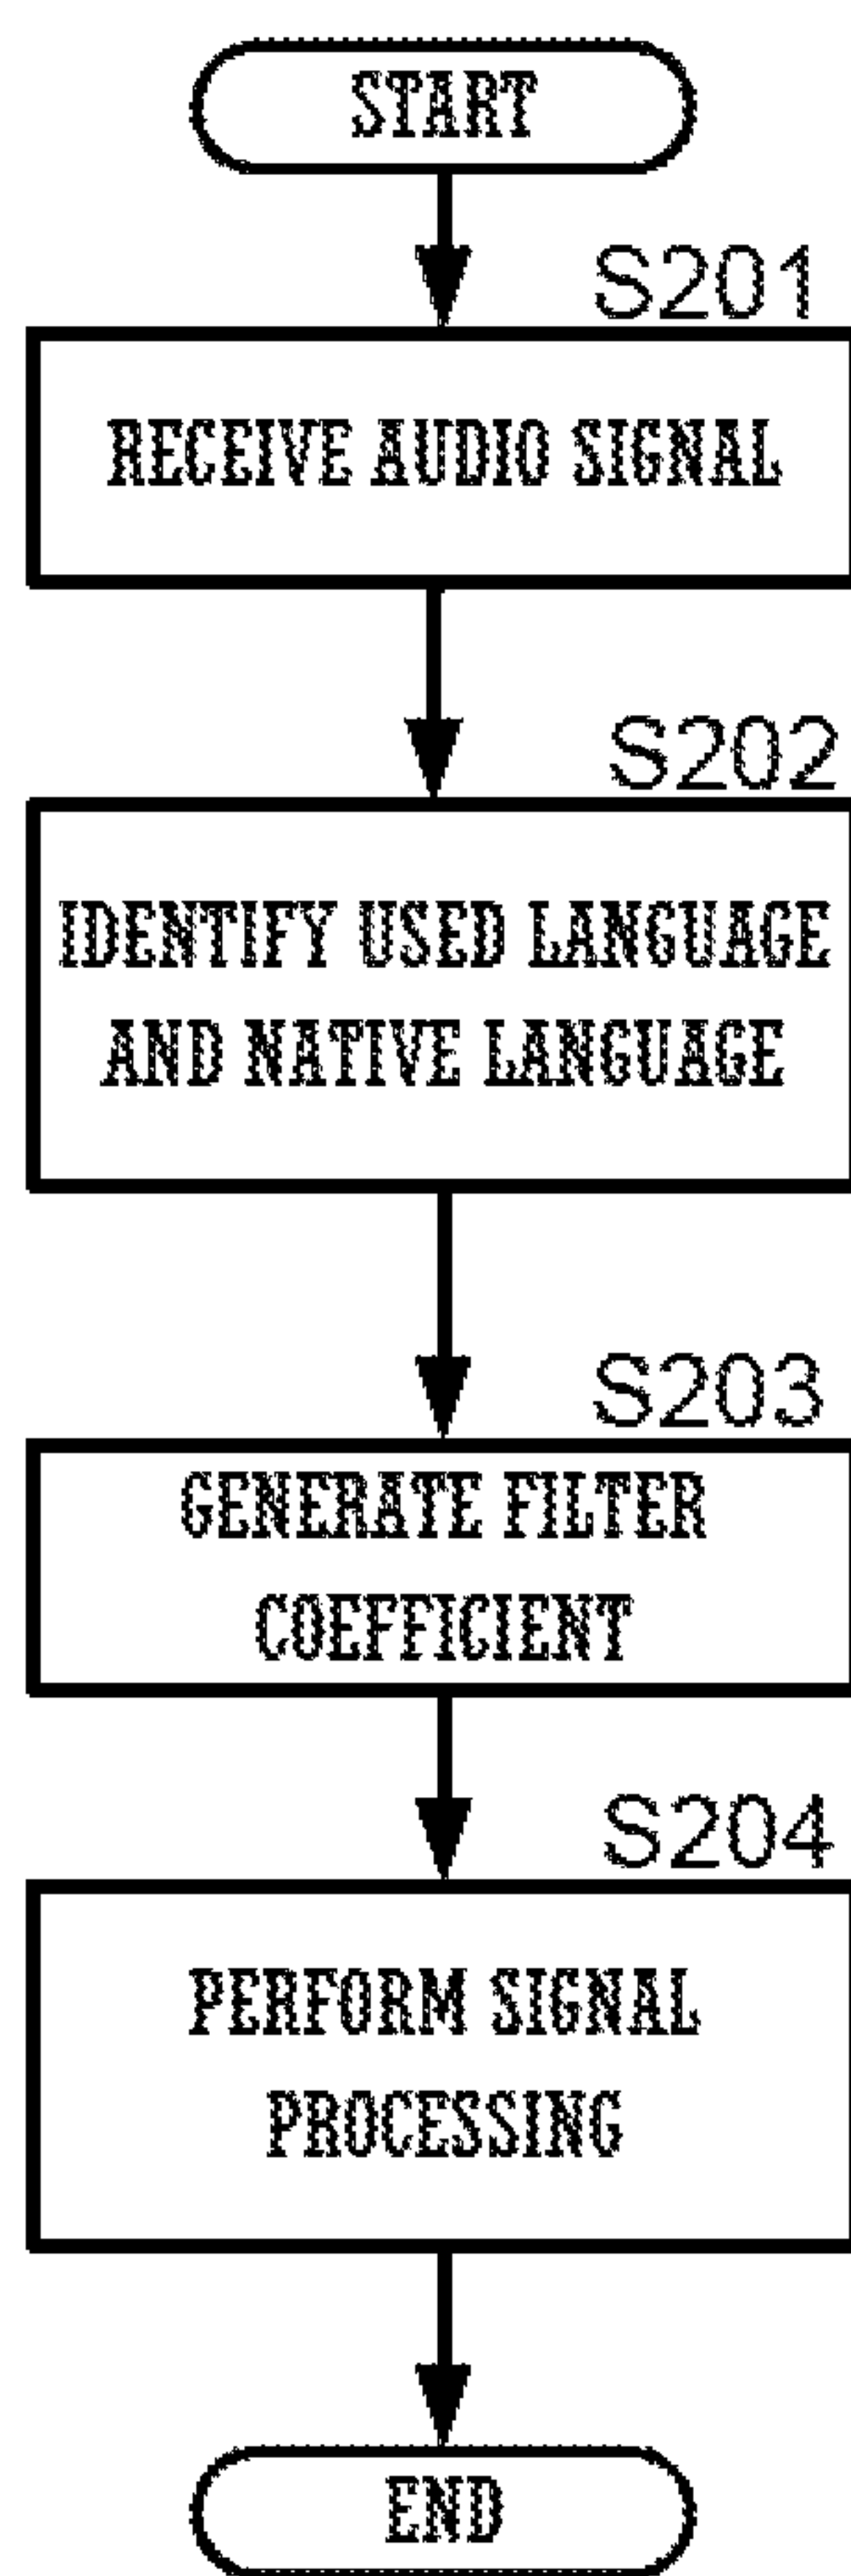 START
S201
RECEIVE AUDIO SIGNAL
S202
IDENTIFY USED LANGUAGE
AND NATIVE LANGUAGE
S203
GENERATE FILTER
COEFFICIENT
S204
PERFORM SIGNAL
PROCESSING
END